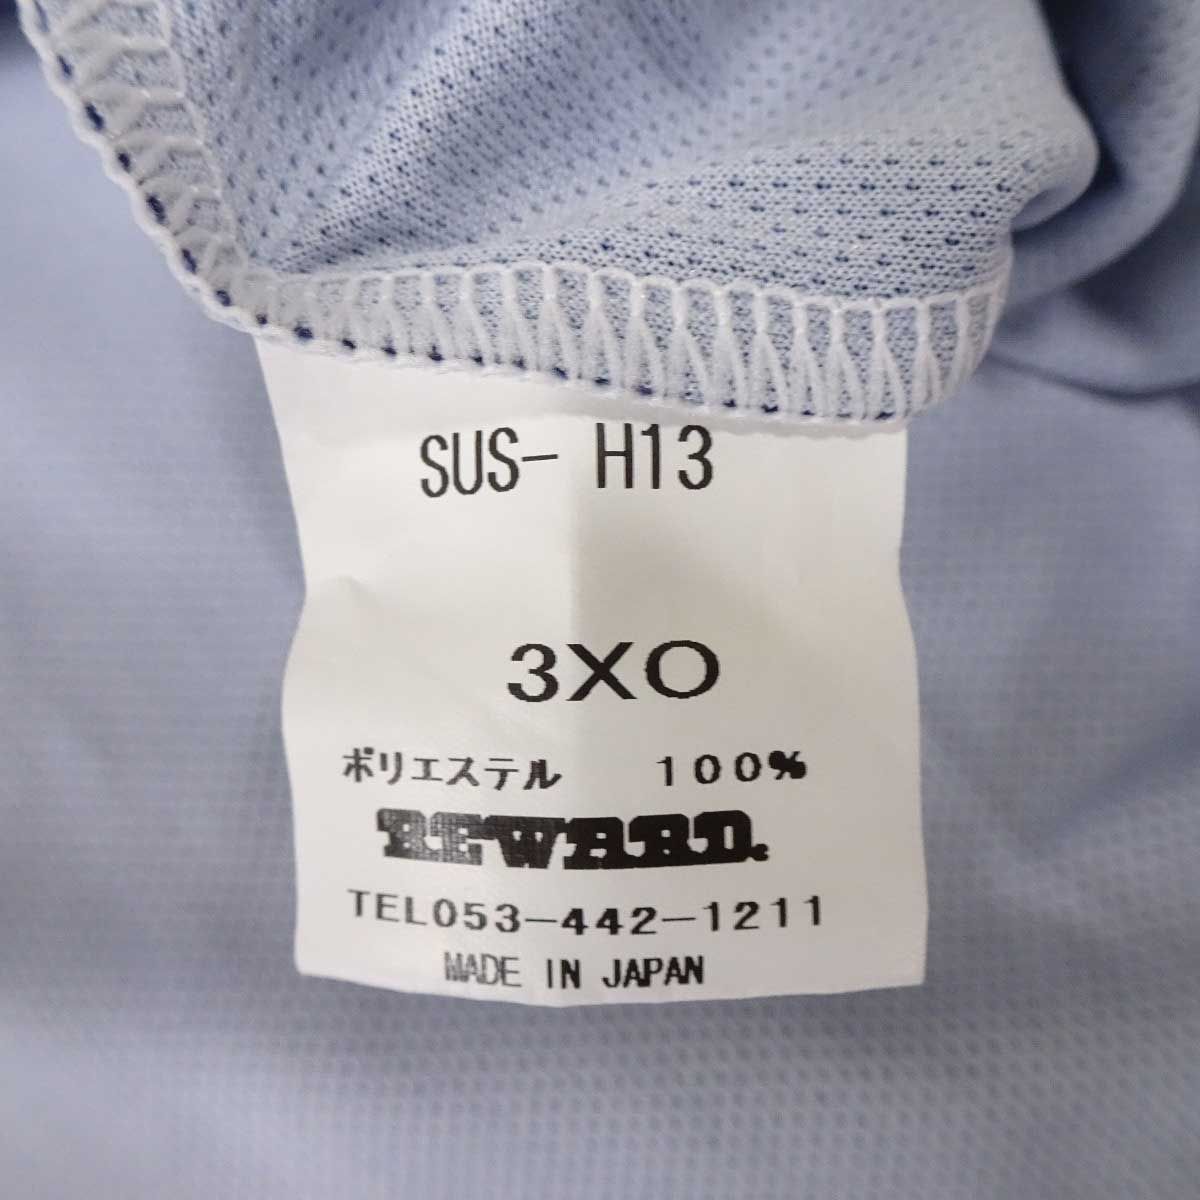 SUS- H13
3XO
ポリエステル 100%
REWARD.
TEL053-442-1211
MADE IN JAPAN